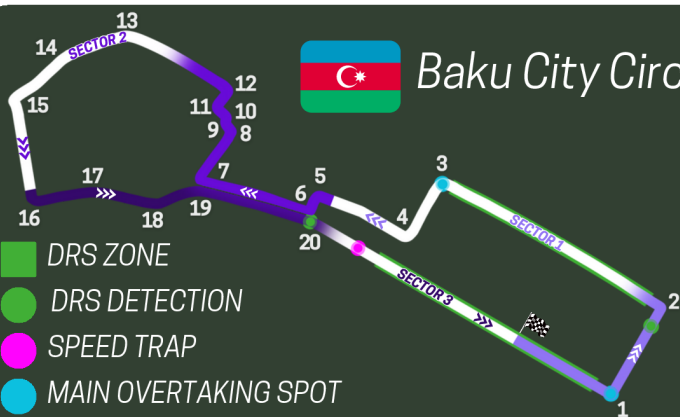 Baku City Circ
13
SECTOR 2
14
12
15
11
10
9
8
3
7
5
17
6
4
SECTOR 1
16
18
19
20
DRS ZONE
SECTOR 3
DRS DETECTION
2
SPEED TRAP
MAIN OVERTAKING SPOT
1